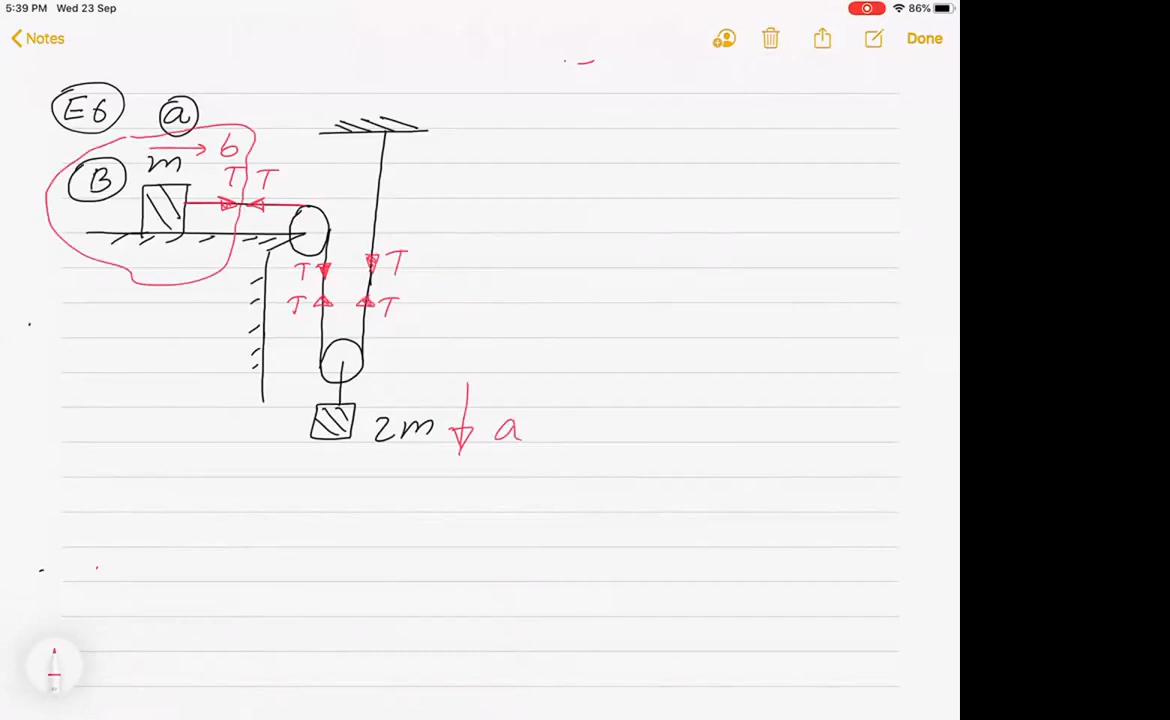 5:39 PM Wed 23 Sep
86%
Notes
Done
E6 a
b
B m T T
T T
T T
2m a